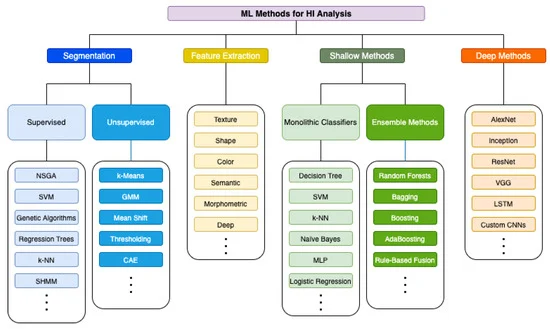 ML Methods for HI Analysis
Segmentation
Feature Extraction
Shallow Methods
Deep Methods
Supervised
Unsupervised
Monolithic Classifiers
Ensemble Methods
NSGA
SVM
Genetic Algorithms
Regression Trees
k-NN
SHMM
k-Means
GMM
Mean Shift
Thresholding
CAE
Texture
Shape
Color
Semantic
Morphometric
Deep
Decision Tree
SVM
k-NN
Naïve Bayes
MLP
Logistic Regression
Random Forests
Bagging
Boosting
AdaBoosting
Rule-Based Fusion
AlexNet
Inception
ResNet
VGG
LSTM
Custom CNNs